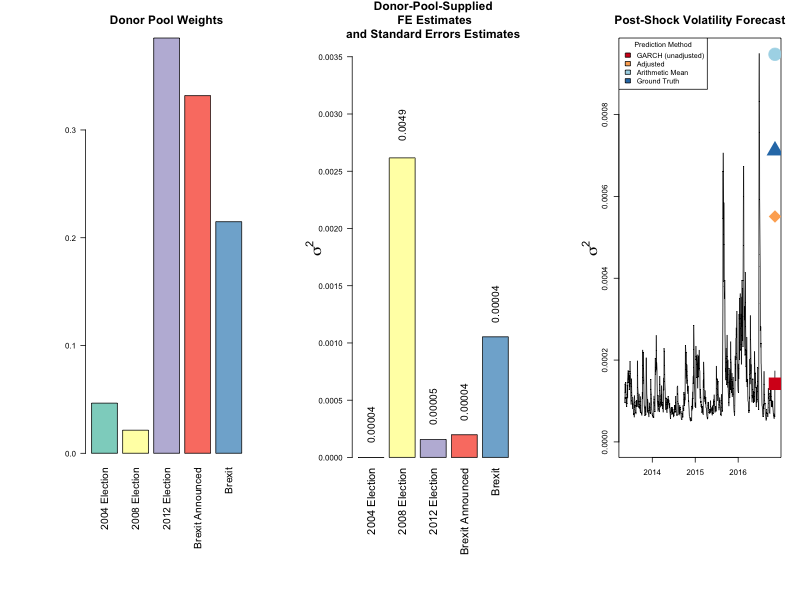 Donor Pool Weights
0.0
0.1
0.2
0.3
2004 Election
2008 Election
2012 Election
Brexit Announced
Brexit
Donor-Pool-Supplied
FE Estimates
and Standard Errors Estimates
σ2
0.0000
0.0005
0.0010
0.0015
0.0020
0.0025
0.0030
0.0035
0.00004
0.0049
0.00005
0.00004
0.00004
2004 Election
2008 Election
2012 Election
Brexit Announced
Brexit
Post-Shock Volatility Forecast
Prediction Method
GARCH (unadjusted)
Adjusted
Arithmetic Mean
Ground Truth
σ2
0.0000
0.0002
0.0004
0.0006
0.0008
2014
2015
2016